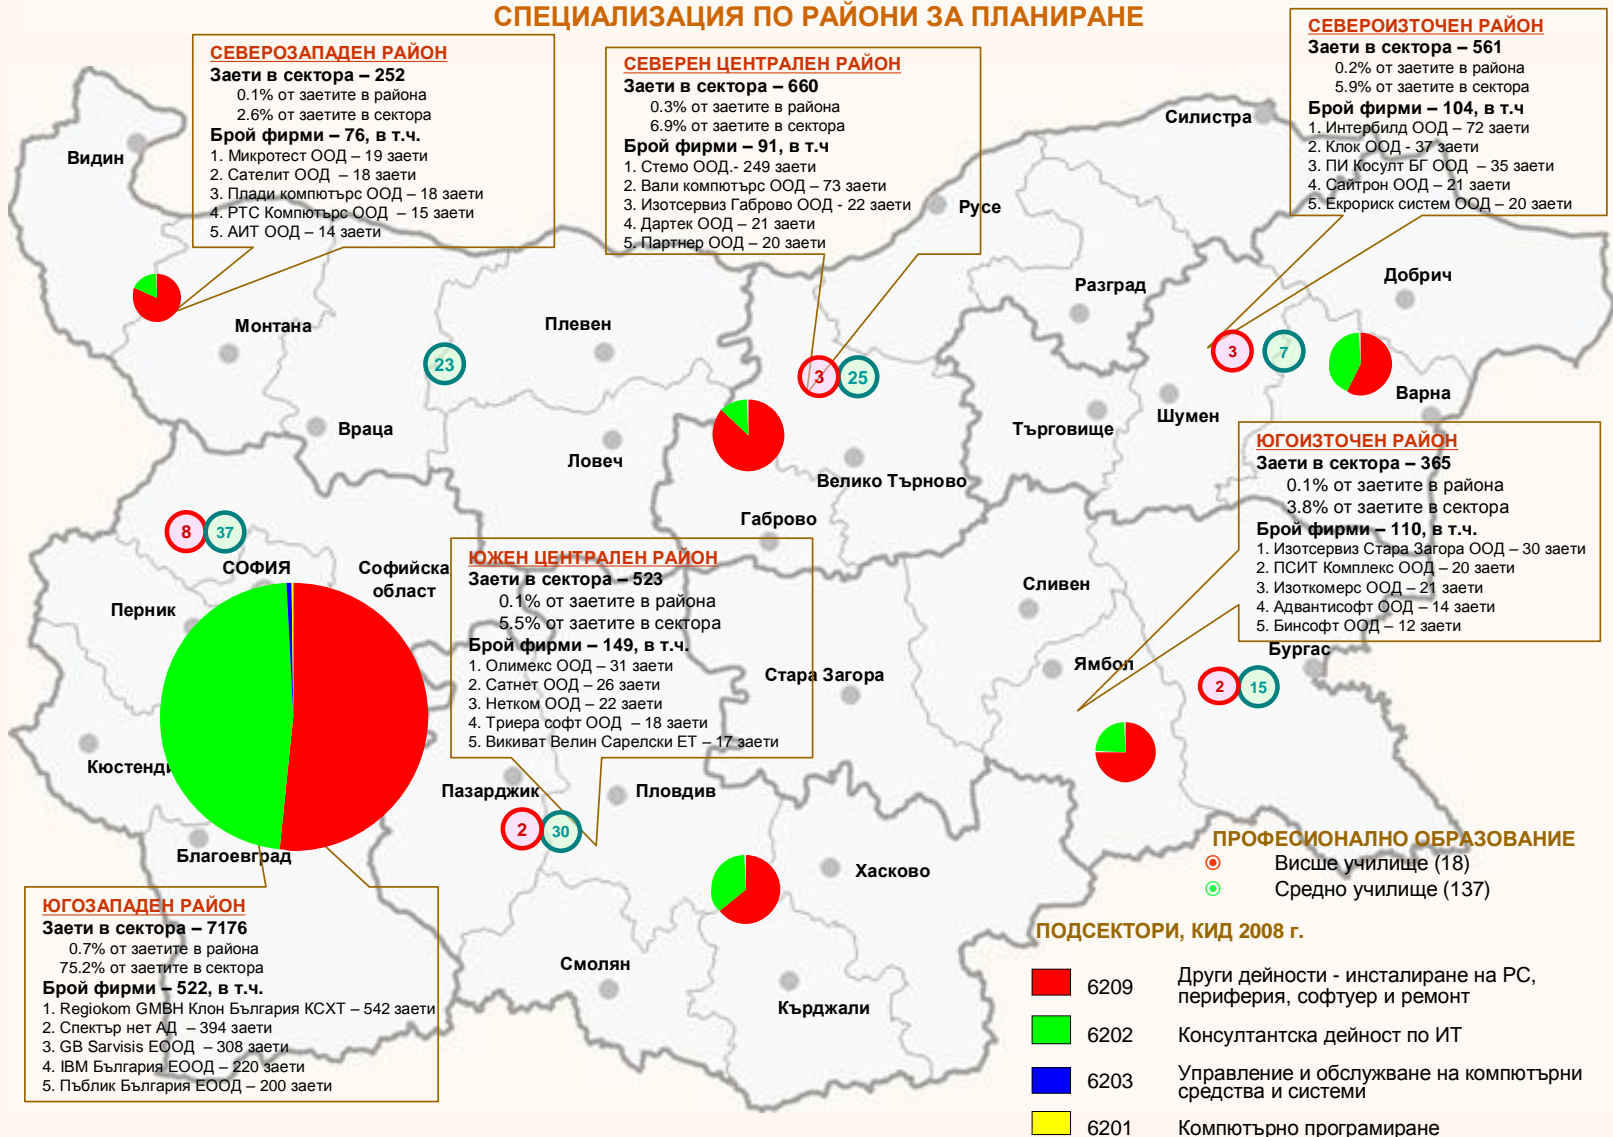 СПЕЦИАЛИЗАЦИЯ ПО РАЙОНИ ЗА ПЛАНИРАНЕ
СЕВЕРОЗАПАДЕН РАЙОН
Заети в сектора – 252
0.1% от заетите в района
2.6% от заетите в сектора
Брой фирми – 76, в т.ч.
1. Микротест ООД – 19 заети
2. Сателит ООД – 18 заети
3. Плади компютърс ООД – 18 заети
4. РТС Компютърс ООД – 15 заети
5. АИТ ООД – 14 заети
СЕВЕРЕН ЦЕНТРАЛЕН РАЙОН
Заети в сектора – 660
0.3% от заетите в района
6.9% от заетите в сектора
Брой фирми – 91, в т.ч
1. Стемо ООД.- 249 заети
2. Вали компютърс ООД – 73 заети
3. Изотсервиз Габрово ООД - 22 заети
4. Дартек ООД – 21 заети
5. Партнер ООД – 20 заети
СЕВЕРОИЗТОЧЕН РАЙОН
Заети в сектора – 561
0.2% от заетите в района
5.9% от заетите в сектора
Брой фирми – 104, в т.ч
1. Интербилд ООД – 72 заети
2. Клок ООД - 37 заети
3. ПИ Косулт БГ ООД – 35 заети
4. Сайтрон ООД – 21 заети
5. Екрориск систем ООД – 20 заети
Видин
Силистра
Русе
Разград
Добрич
Монтана
Плевен
23
3
25
3
7
Варна
Шумен
Враца
Ловеч
Търговище
Велико Търново
Габрово
ЮГОИЗТОЧЕН РАЙОН
Заети в сектора – 365
0.1% от заетите в района
3.8% от заетите в сектора
Брой фирми – 110, в т.ч.
1. Изотсервиз Стара Загора ООД – 30 заети
2. ПСИТ Комплекс ООД – 20 заети
3. Изоткомерс ООД – 21 заети
4. Адвантисофт ООД – 14 заети
5. Бинсофт ООД – 12 заети
8
37
СОФИЯ
Софийска
област
Перник
ЮЖЕН ЦЕНТРАЛЕН РАЙОН
Заети в сектора – 523
0.1% от заетите в района
5.5% от заетите в сектора
Брой фирми – 149, в т.ч.
1. Олимекс ООД – 31 заети
2. Сатнет ООД – 26 заети
3. Нетком ООД – 22 заети
4. Триера софт ООД – 18 заети
5. Викиват Велин Сарелски ЕТ – 17 заети
Сливен
Стара Загора
Ямбол
Бургас
2
15
Кюстенди
Пазарджик
Пловдив
2
30
Благоевград
Хасково
Смолян
Кърджали
ЮГОЗАПАДЕН РАЙОН
Заети в сектора – 7176
0.7% от заетите в района
75.2% от заетите в сектора
Брой фирми – 522, в т.ч.
1. Regiokom GMBH Клон България КСХТ – 542 заети
2. Спектър нет АД – 394 заети
3. GB Sarvisis ЕООД – 308 заети
4. IBM България ЕООД – 220 заети
5. Пъблик България ЕООД – 200 заети
ПРОФЕСИОНАЛНО ОБРАЗОВАНИЕ
Висше училище (18)
Средно училище (137)
ПОДСЕКТОРИ, КИД 2008 г.
6209 Други дейности - инсталиране на РС,
периферия, софтуер и ремонт
6202 Консултантска дейност по ИТ
6203 Управление и обслужване на компютърни
средства и системи
6201 Компютърно програмиране